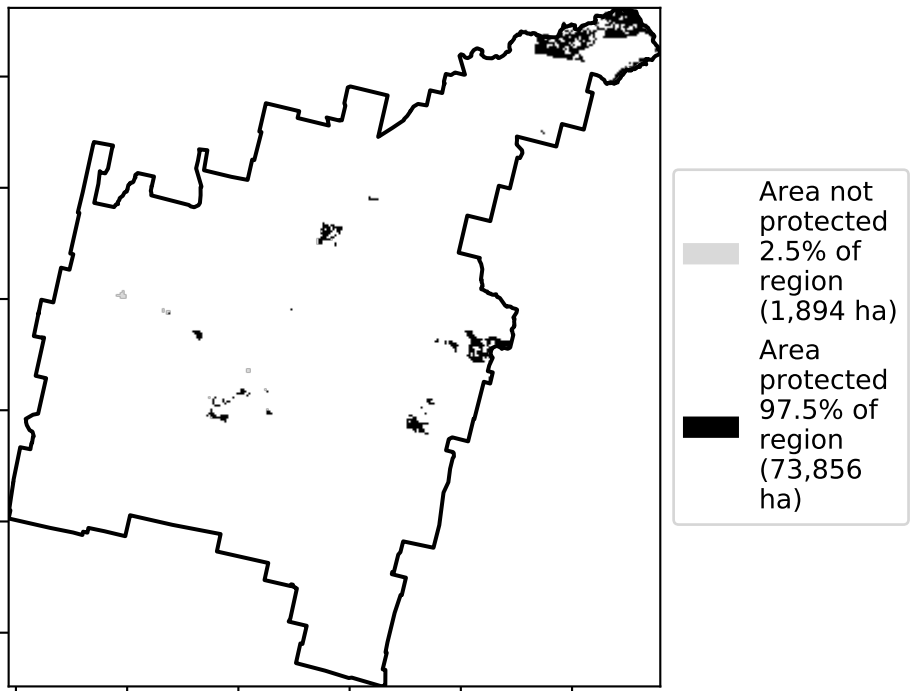 Area not
protected
2.5% of
region
(1,894 ha)
Area
protected
97.5% of
region
(73,856
ha)